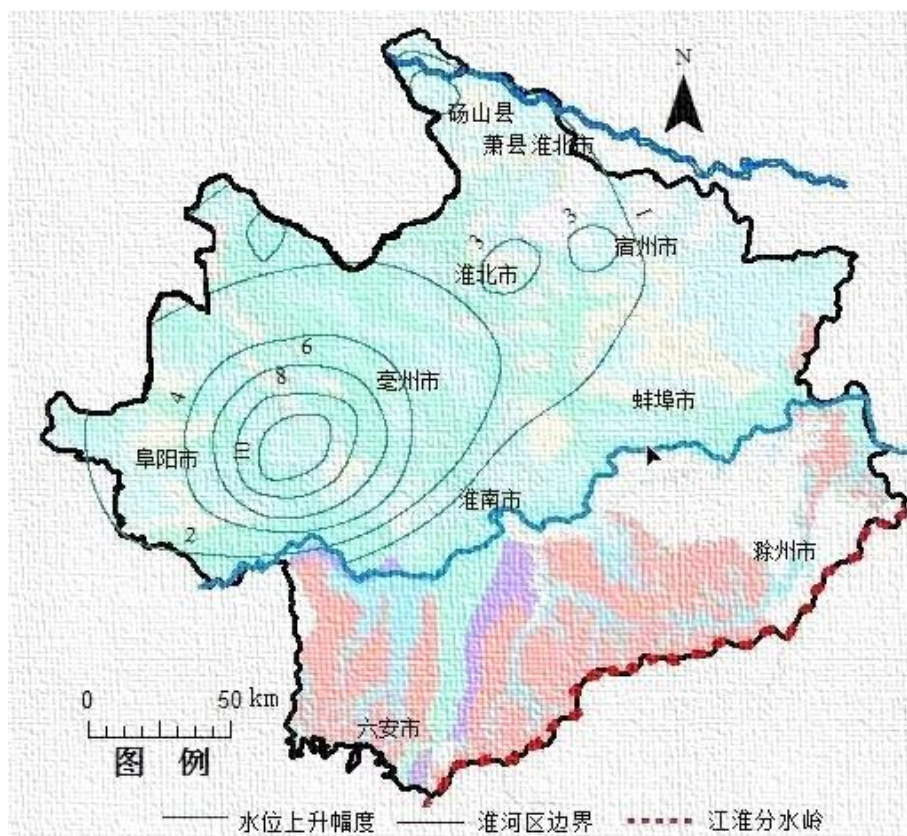 N
砀山县
萧县 淮北市
1
3
3
宿州市
淮北市
6
8
亳州市
4
蚌埠市
10
阜阳市
淮南市
2
滁州市
0 50 km
六安市
图 例
水位上升幅度 淮河区边界 江淮分水岭